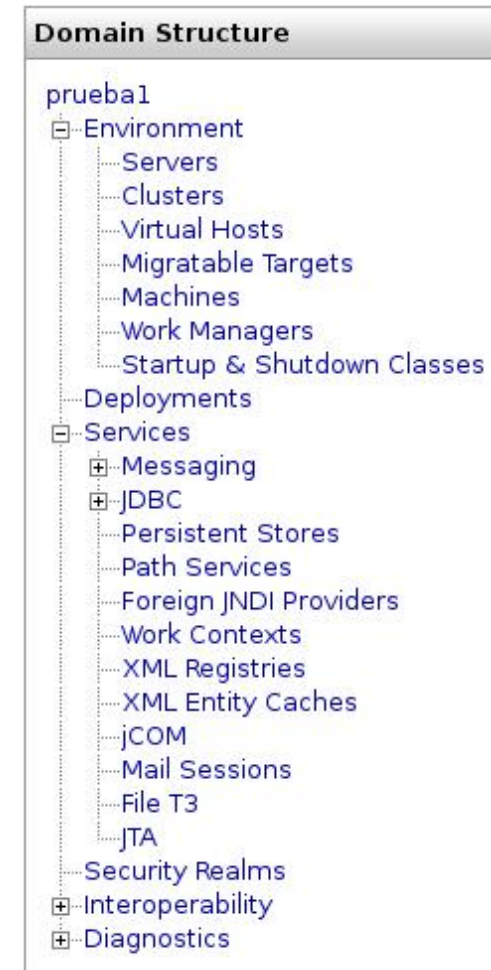 Domain Structure
prueba1
Environment
Servers
Clusters
Virtual Hosts
Migratable Targets
Machines
Work Managers
Startup & Shutdown Classes
Deployments
Services
Messaging
JDBC
Persistent Stores
Path Services
Foreign JNDI Providers
Work Contexts
XML Registries
XML Entity Caches
jCOM
Mail Sessions
File T3
JTA
Security Realms
Interoperability
Diagnostics